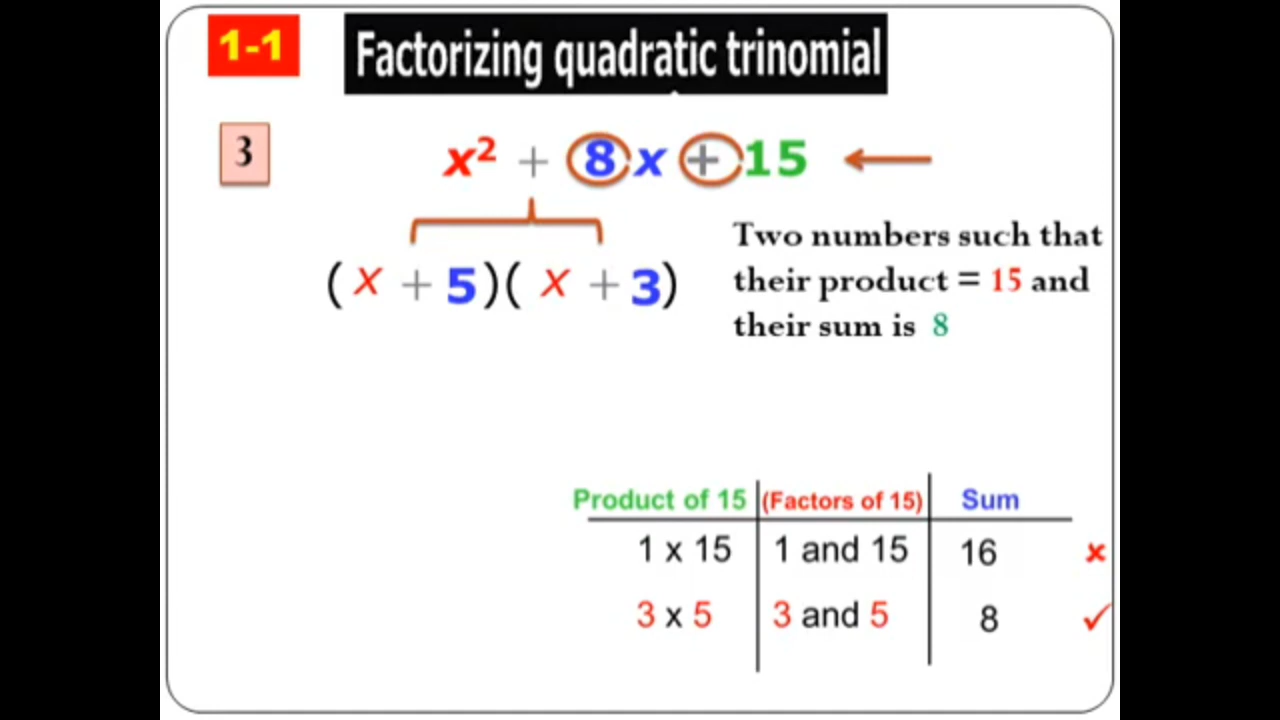 1-1
Factorizing quadratic trinomial
3
x² + 8x + 15
(x + 5)(x + 3)
Two numbers such that
their product = 15 and
their sum is 8
Product of 15 (Factors of 15) Sum
1 x 15 1 and 15 16 ×
3 x 5 3 and 5 8 ✓